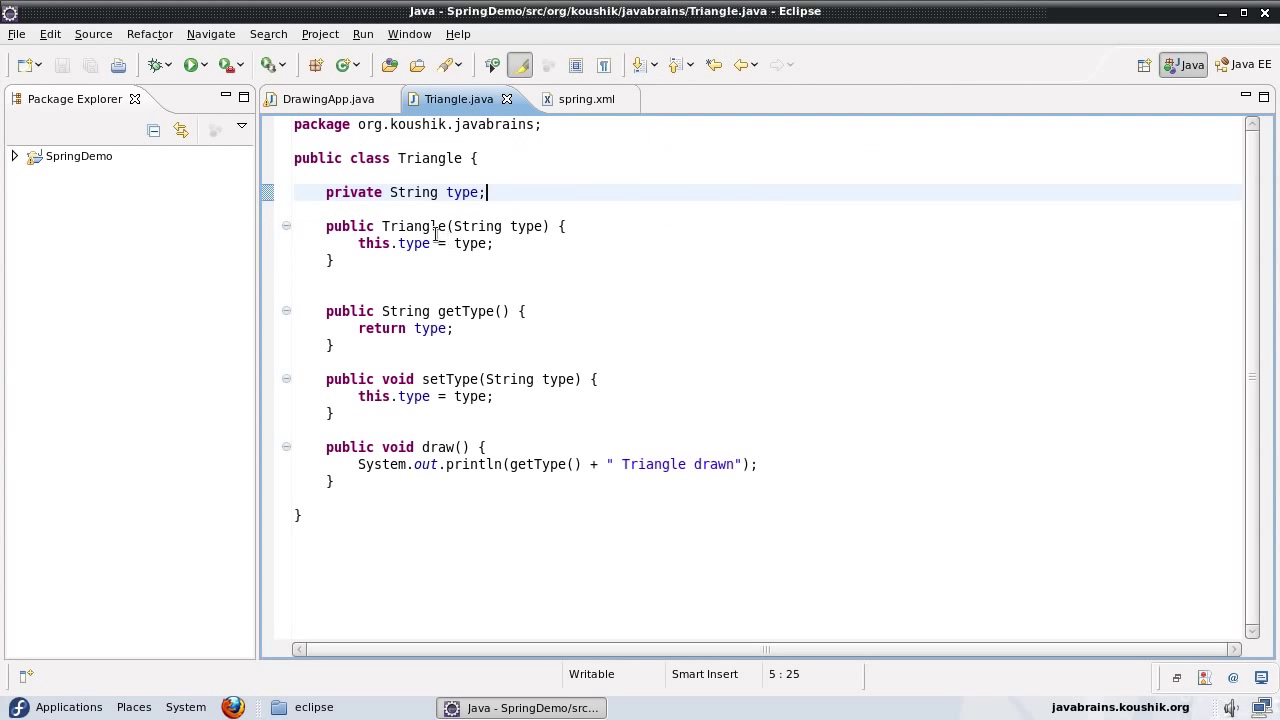 Java - SpringDemo/src/org/koushik/javabrains/Triangle.java - Eclipse
File Edit Source Refactor Navigate Search Project Run Window Help
Java Java EE
Package Explorer
DrawingApp.java Triangle.java spring.xml
SpringDemo
package org.koushik.javabrains;
public class Triangle {
private String type;
public Triangle(String type) {
this.type = type;
}
public String getType() {
return type;
}
public void setType(String type) {
this.type = type;
}
public void draw() {
System.out.println(getType() + " Triangle drawn");
}
}
Writable Smart Insert 5 : 25
Applications Places System eclipse Java - SpringDemo/src... javabrains.koushik.org